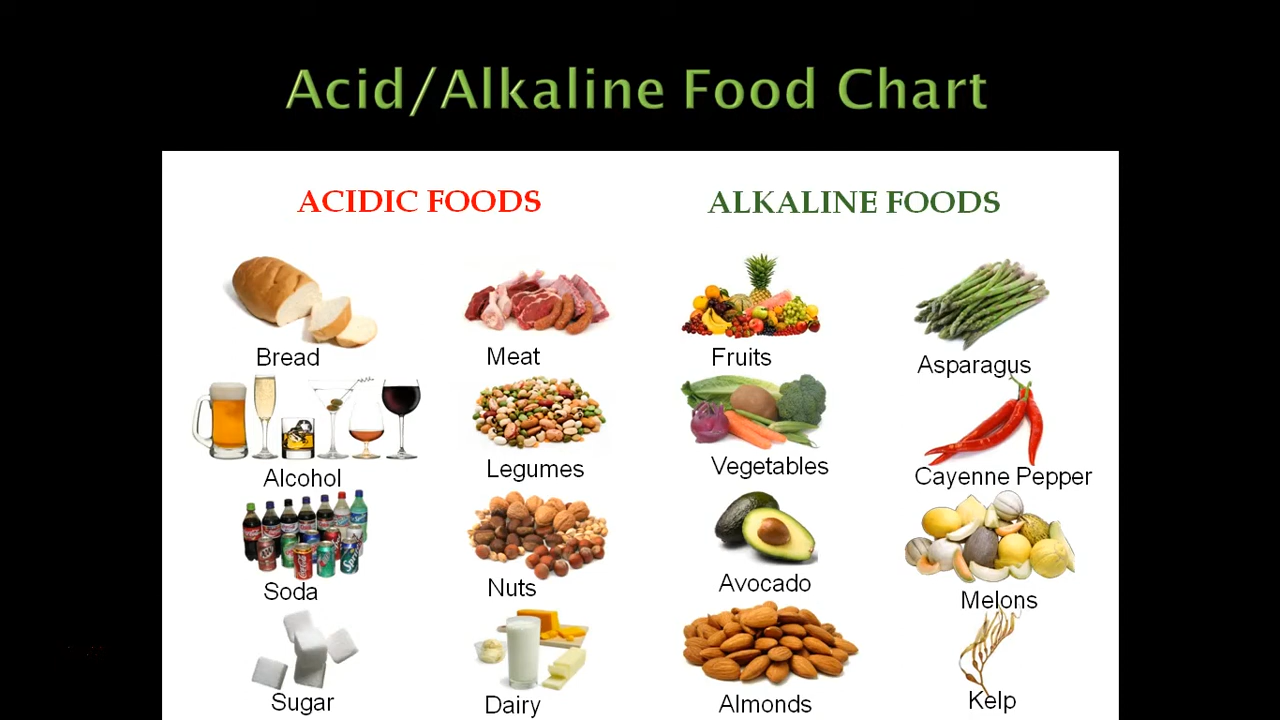 Acid/Alkaline Food Chart
ACIDIC FOODS
ALKALINE FOODS
Bread
Meat
Fruits
Asparagus
Alcohol
Legumes
Vegetables
Cayenne Pepper
Soda
Nuts
Avocado
Melons
Sugar
Dairy
Almonds
Kelp